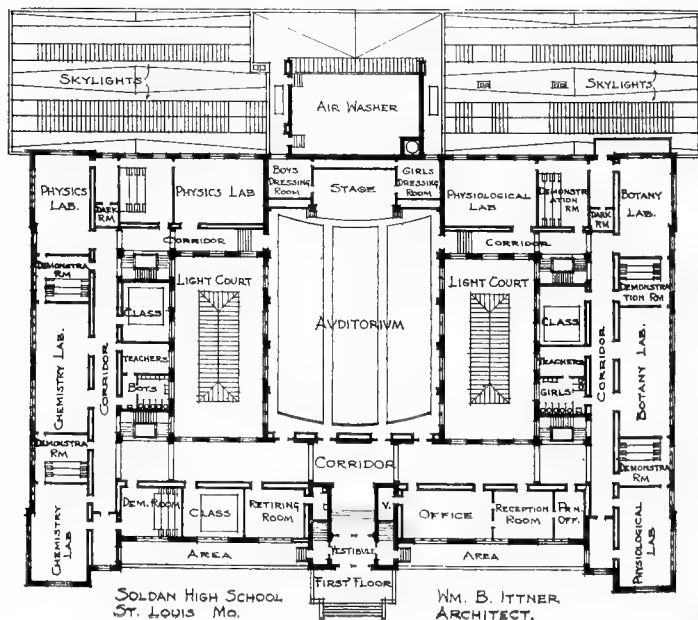 SKYLIGHTS
AIR WASHER
SKYLIGHTS
PHYSICS
LAB.
DARK
RM
PHYSICS LAB
BOYS
DRESSING
ROOM
STAGE
GIRLS
DRESSING
ROOM
PHYSIOLOGICAL
LAB
DEMONSTR
ATION
RM
DARK
RM
BOTANY
LAB.
CORRIDOR
CORRIDOR
DEMONSTRA
RM
LIGHT COURT
AUDITORIUM
LIGHT COURT
DEMONSTRA
TION RM
CLASS
CLASS
CHEMISTRY LAB.
CORRIDOR
TEACHERS
BOYS
TEACHERS
GIRLS
CORRIDOR
BOTANY LAB.
DEMONSTRA
RM
CORRIDOR
DEMONSTRA
RM
CHEMISTRY
LAB
DEM. ROOM
CLASS
RETIRING
ROOM
V.
OFFICE
RECEPTION
ROOM
PRN.
OFF.
PHYSIOLOGICAL
LAB
AREA
VESTIBULE
AREA
FIRST FLOOR
SOLDAN HIGH SCHOOL
ST. LOUIS MO.
WM. B. ITTNER
ARCHITECT.